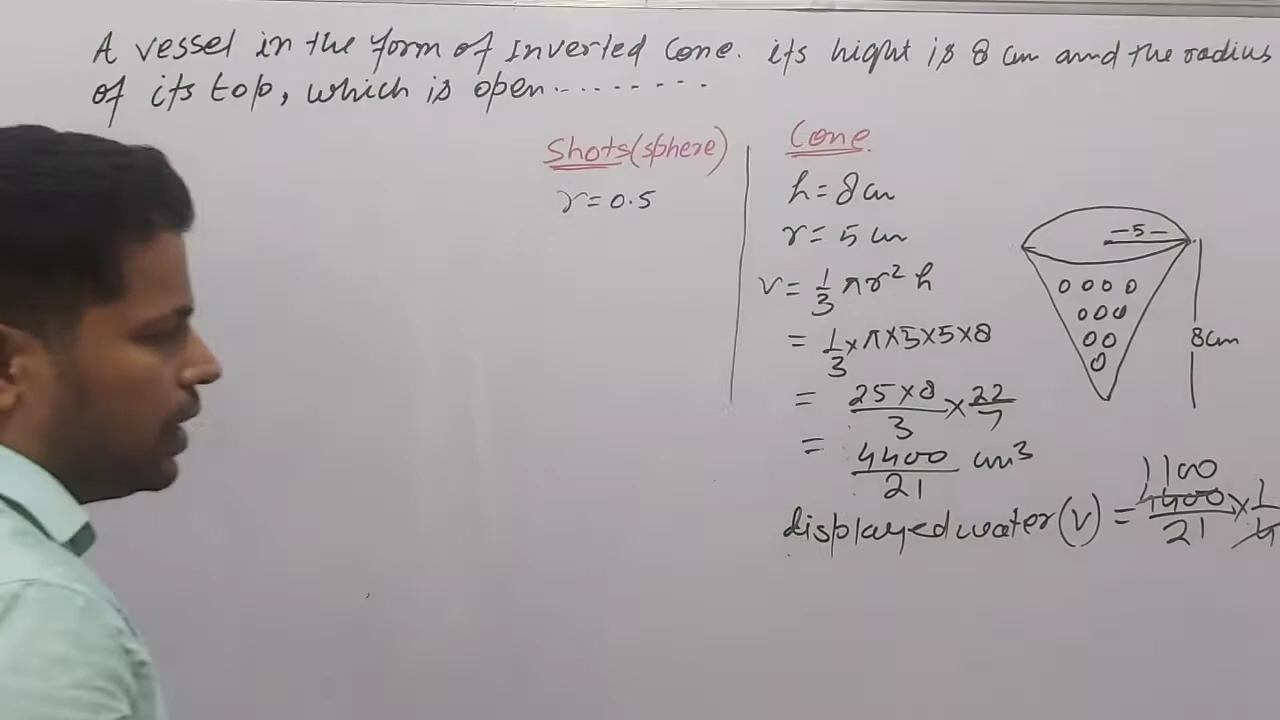 A vessel in the form of Inverted Cone. its hight is 8 cm and the radius
of its top, which is open.........
Shots(sphere)
r = 0.5
Cone.
h = 8 cm
r = 5 cm
v = 1/3 πr² h
= 1/3 × π × 5 × 5 × 8
= 25 × 8/3 × 22/7
= 4400/21 cm³
-5-
8cm
displayed water (v) = 4400/21 × 1/4
1100